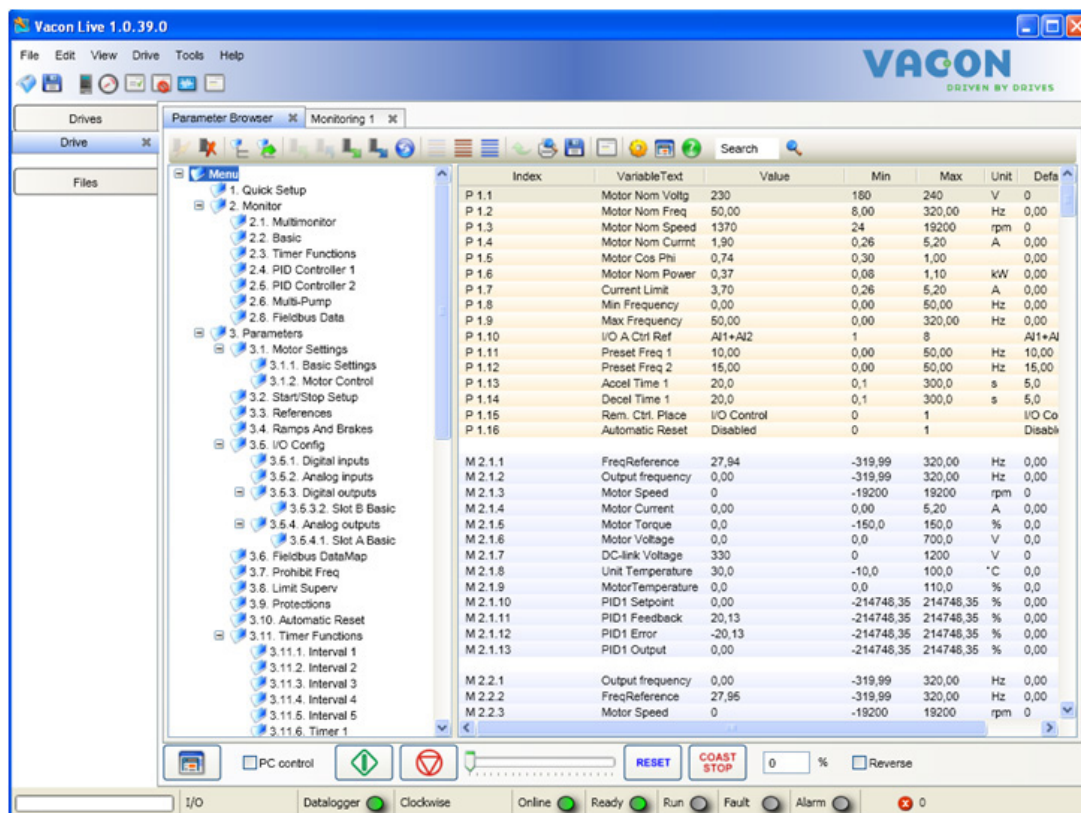 Vacon Live 1.0.39.0
File Edit View Drive Tools Help
VACON
DRIVEN BY DRIVES
Drives
Drive
Files
Parameter Browser
Monitoring 1
Search
Menu
1. Quick Setup
2. Monitor
2.1. Multimonitor
2.2. Basic
2.3. Timer Functions
2.4. PID Controller 1
2.5. PID Controller 2
2.6. Multi-Pump
2.8. Fieldbus Data
3. Parameters
3.1. Motor Settings
3.1.1. Basic Settings
3.1.2. Motor Control
3.2. Start/Stop Setup
3.3. References
3.4. Ramps And Brakes
3.5. I/O Config
3.5.1. Digital inputs
3.5.2. Analog inputs
3.5.3. Digital outputs
3.5.3.2. Slot B Basic
3.5.4. Analog outputs
3.5.4.1. Slot A Basic
3.6. Fieldbus DataMap
3.7. Prohibit Freq
3.8. Limit Superv
3.9. Protections
3.10. Automatic Reset
3.11. Timer Functions
3.11.1. Interval 1
3.11.2. Interval 2
3.11.3. Interval 3
3.11.4. Interval 4
3.11.5. Interval 5
3.11.6. Timer 1
Index VariableText Value Min Max Unit Defa
P 1.1 Motor Nom Voltg 230 180 240 V 0
P 1.2 Motor Nom Freq 50,00 8,00 320,00 Hz 0,00
P 1.3 Motor Nom Speed 1370 24 19200 rpm 0
P 1.4 Motor Nom Currnt 1,90 0,26 5,20 A 0,00
P 1.5 Motor Cos Phi 0,74 0,30 1,00 0,00
P 1.6 Motor Nom Power 0,37 0,08 1,10 kW 0,00
P 1.7 Current Limit 3,70 0,26 5,20 A 0,00
P 1.8 Min Frequency 0,00 0,00 50,00 Hz 0,00
P 1.9 Max Frequency 50,00 0,00 320,00 Hz 0,00
P 1.10 I/O A Ctrl Ref AI1+AI2 1 8 AI1+AI
P 1.11 Preset Freq 1 10,00 0,00 50,00 Hz 10,00
P 1.12 Preset Freq 2 15,00 0,00 50,00 Hz 15,00
P 1.13 Accel Time 1 20,0 0,1 300,0 s 5,0
P 1.14 Decel Time 1 20,0 0,1 300,0 s 5,0
P 1.15 Rem. Ctrl. Place I/O Control 0 1 I/O Co
P 1.16 Automatic Reset Disabled 0 1 Disabl
M 2.1.1 FreqReference 27,94 -319,99 320,00 Hz 0,00
M 2.1.2 Output frequency 0,00 -319,99 320,00 Hz 0,00
M 2.1.3 Motor Speed 0 -19200 19200 rpm 0
M 2.1.4 Motor Current 0,00 0,00 5,20 A 0,00
M 2.1.5 Motor Torque 0,0 -150,0 150,0 % 0,0
M 2.1.6 Motor Voltage 0,0 0,0 700,0 V 0,0
M 2.1.7 DC-link Voltage 330 0 1200 V 0
M 2.1.8 Unit Temperature 30,0 -10,0 100,0 °C 0,0
M 2.1.9 MotorTemperature 0,0 0,0 110,0 % 0,0
M 2.1.10 PID1 Setpoint 0,00 -214748,35 214748,35 % 0,00
M 2.1.11 PID1 Feedback 20,13 -214748,35 214748,35 % 0,00
M 2.1.12 PID1 Error -20,13 -214748,35 214748,35 % 0,00
M 2.1.13 PID1 Output 0,00 -214748,35 214748,35 % 0,00
M 2.2.1 Output frequency 0,00 -319,99 320,00 Hz 0,00
M 2.2.2 FreqReference 27,95 -319,99 320,00 Hz 0,00
M 2.2.3 Motor Speed 0 -19200 19200 rpm 0
PC control
RESET
COAST STOP
0 %
Reverse
I/O Datalogger Clockwise Online Ready Run Fault Alarm 0